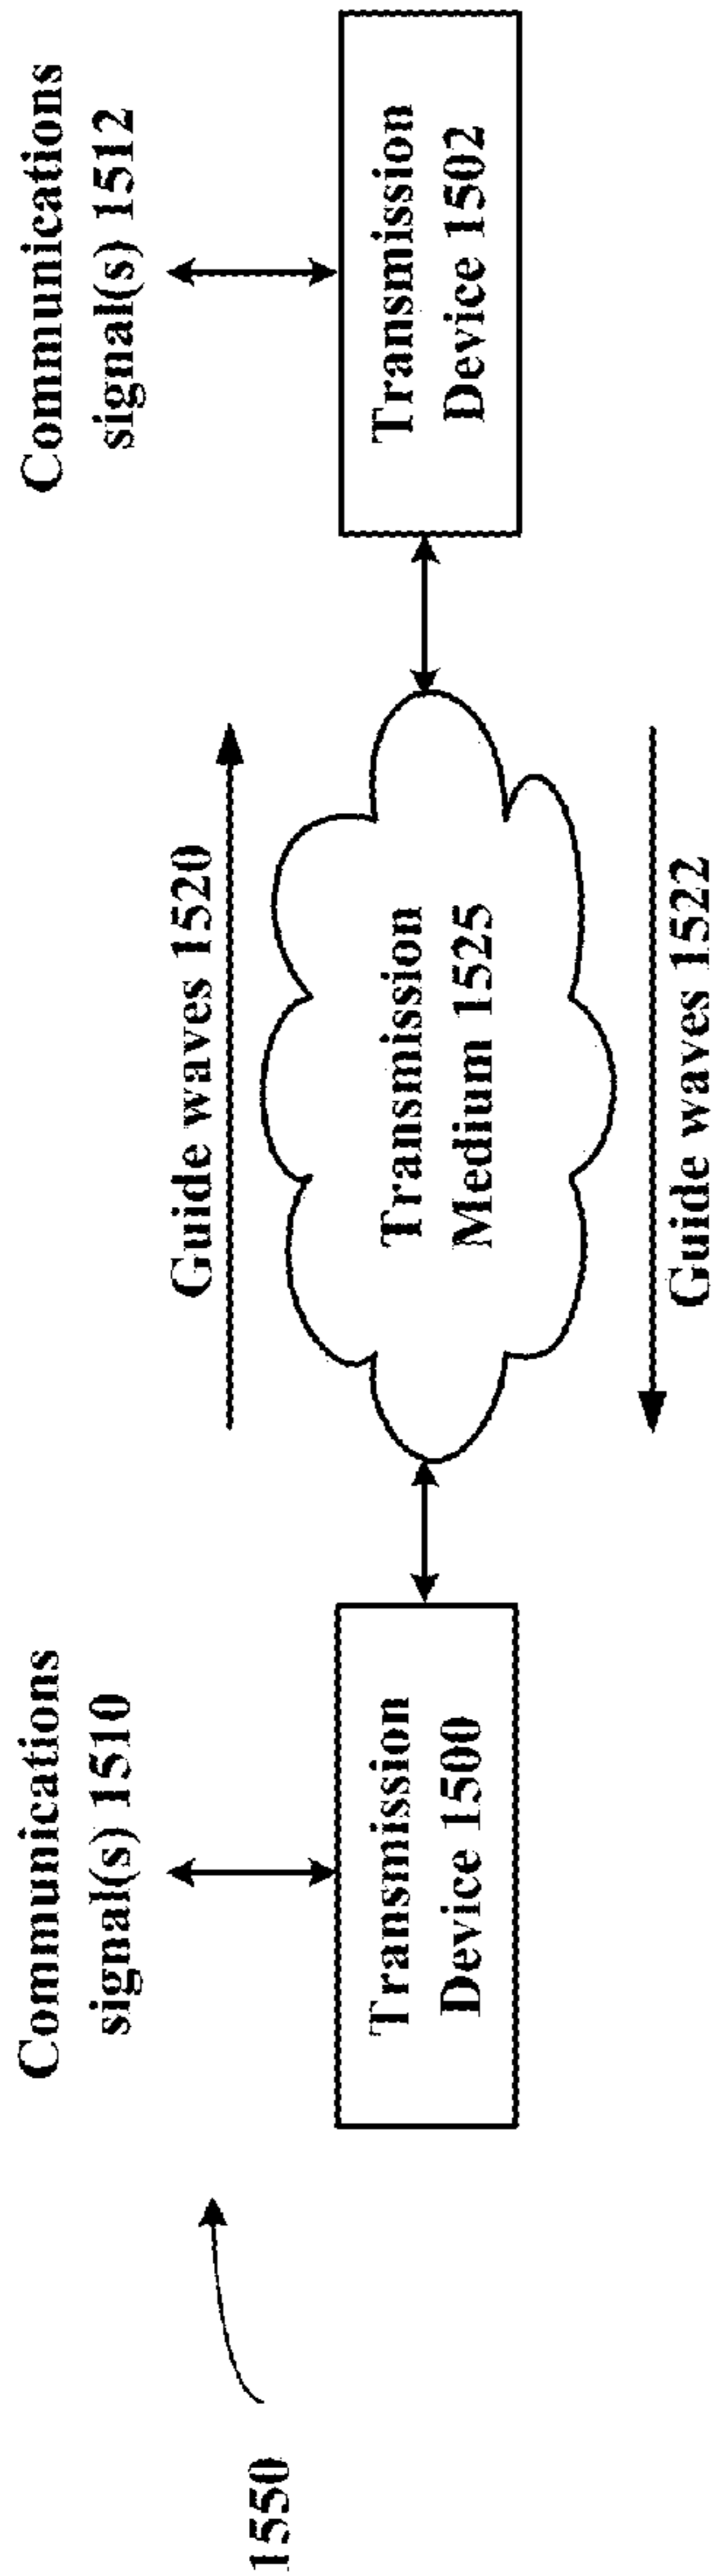 Communications
signal(s) 1510
Communications
signal(s) 1512
Guide waves 1520
Transmission
Device 1500
Transmission
Medium 1525
Transmission
Device 1502
Guide waves 1522
1550